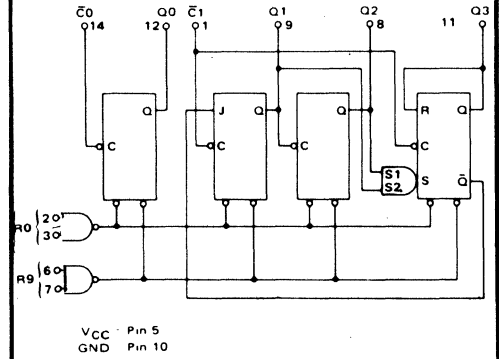 C̄0 Q0 C̄1 Q1 Q2 Q3
14 12 1 9 8 11
Q J Q Q R Q
C C C C
S1
S2 S Q̄
R0 2 3
R9 6 7
VCC Pin 5
GND Pin 10